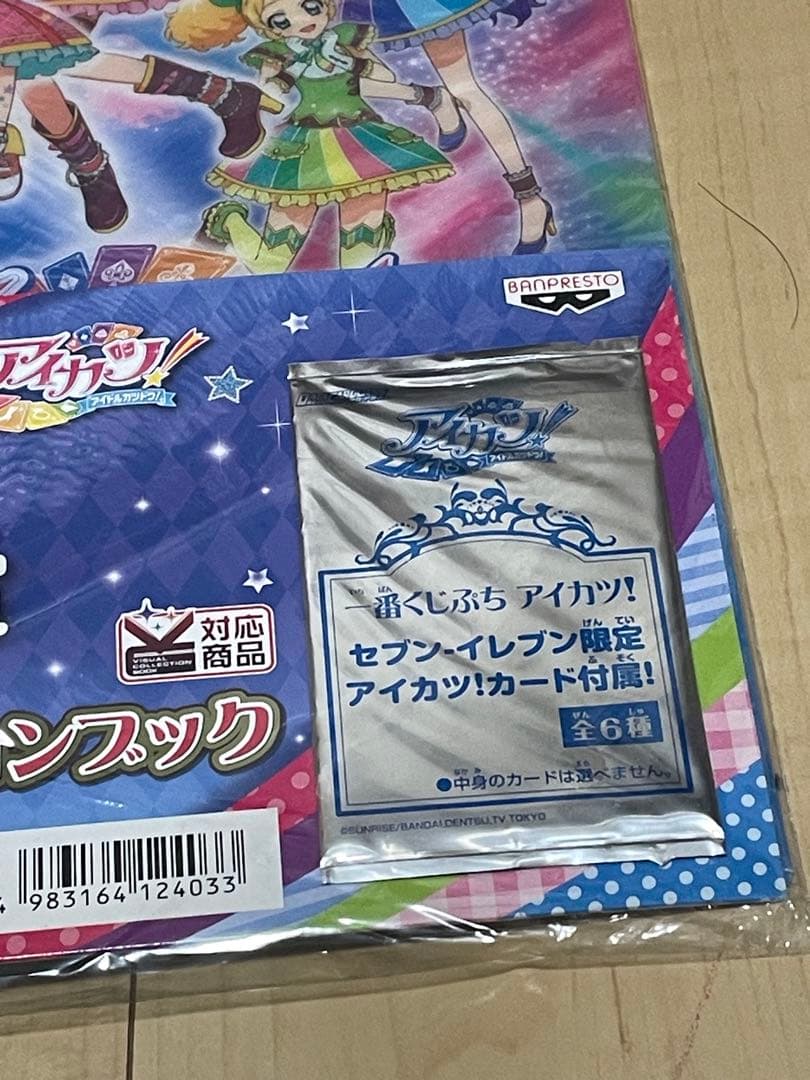 BANPRESTO
アイカツ!
アイドルカツドウ!
アイカツ!
アイドルカツドウ!
一番くじぷち アイカツ!
セブン-イレブン限定
アイカツ!カード付属!
全6種
●中身のカードは選べません。
©SUNRISE/BANDAI,DENTSU,TV TOKYO
VISUAL
COLLECTION
BOOK
対応
商品
ンブック
983164 124033